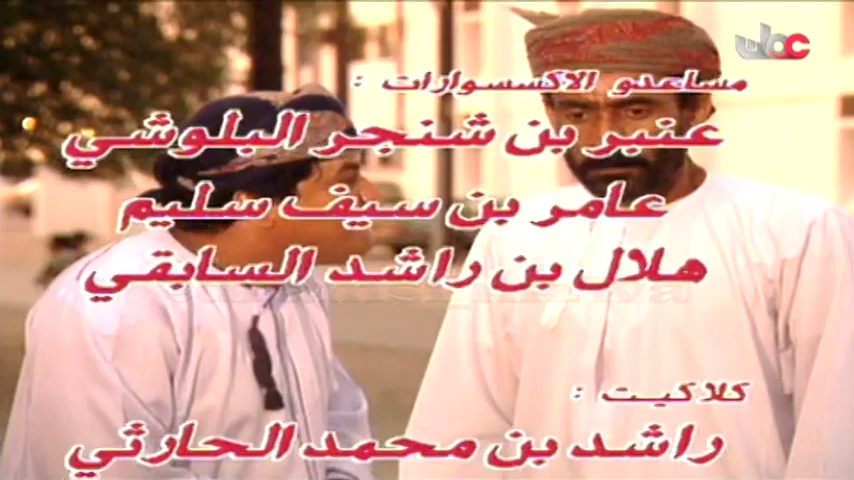 عمان
مساعدو الاكسسوارات :
عنبر بن شنجر البلوشي
عامر بن سيف سليم
هلال بن راشد السابقي
كلاكيت :
راشد بن محمد الحارثي